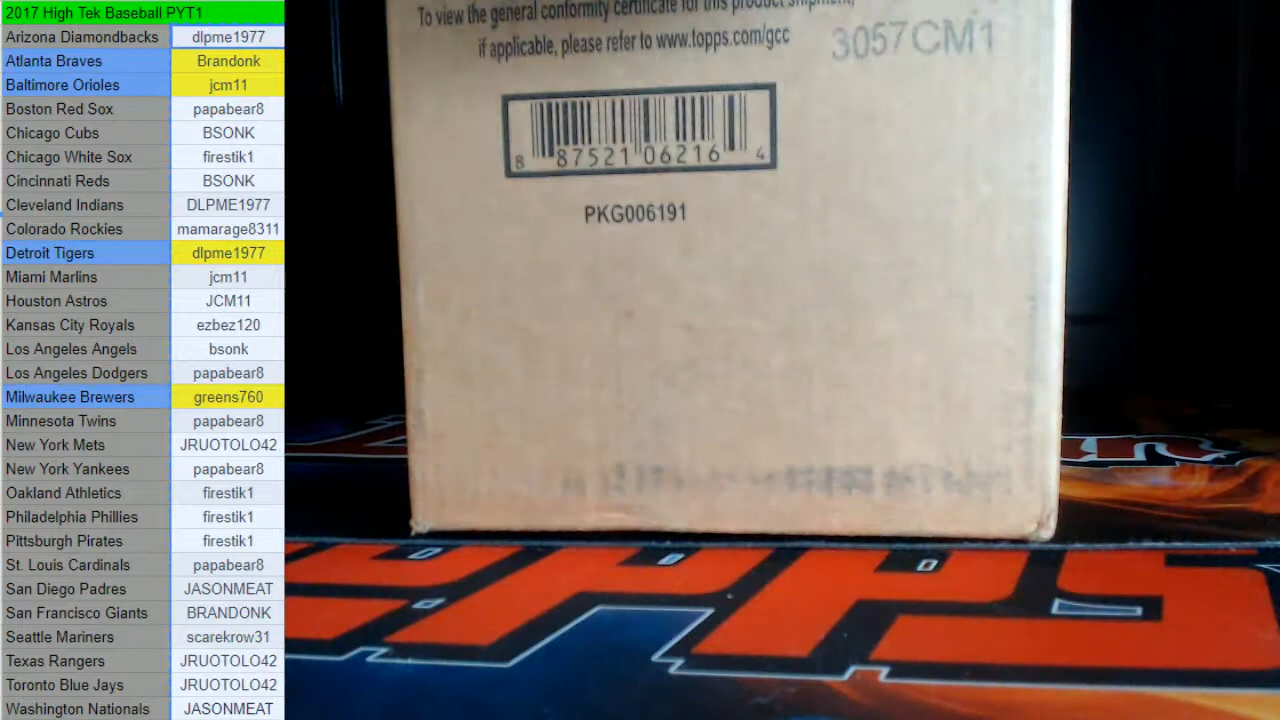 2017 High Tek Baseball PYT1
Arizona Diamondbacks dlpme1977
Atlanta Braves Brandonk
Baltimore Orioles jcm11
Boston Red Sox papabear8
Chicago Cubs BSONK
Chicago White Sox firestik1
Cincinnati Reds BSONK
Cleveland Indians DLPME1977
Colorado Rockies mamarage8311
Detroit Tigers dlpme1977
Miami Marlins jcm11
Houston Astros JCM11
Kansas City Royals ezbez120
Los Angeles Angels bsonk
Los Angeles Dodgers papabear8
Milwaukee Brewers greens760
Minnesota Twins papabear8
New York Mets JRUOTOLO42
New York Yankees papabear8
Oakland Athletics firestik1
Philadelphia Phillies firestik1
Pittsburgh Pirates firestik1
St. Louis Cardinals papabear8
San Diego Padres JASONMEAT
San Francisco Giants BRANDONK
Seattle Mariners scarekrow31
Texas Rangers JRUOTOLO42
Toronto Blue Jays JRUOTOLO42
Washington Nationals JASONMEAT
To view the general conformity certificate for this product shipment,
if applicable, please refer to www.topps.com/gcc
3057CM1
8 87521 06216 4
PKG006191